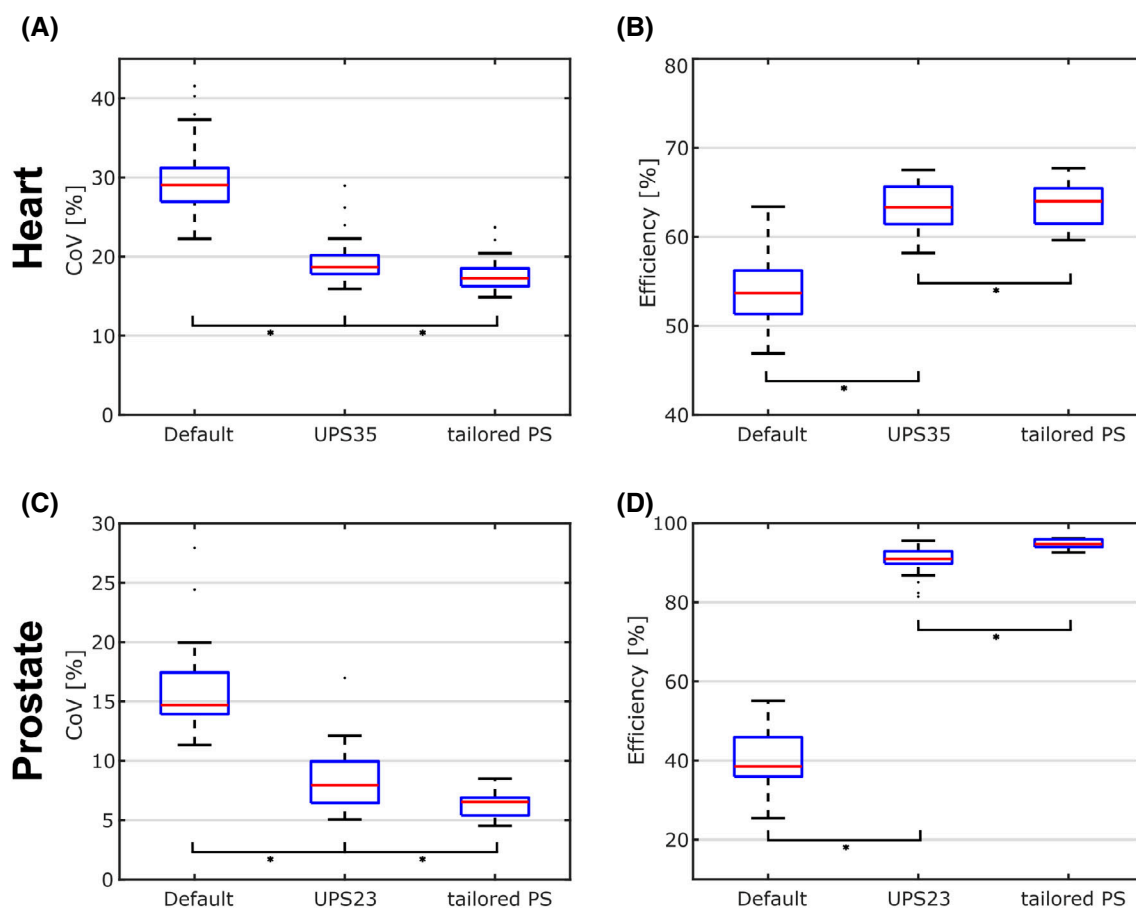 (A)
Heart
CoV [%]
40
30
20
10
0
Default UPS35 tailored PS
* *
(B)
Efficiency [%]
80
70
60
50
40
Default UPS35 tailored PS
* *
(C)
Prostate
CoV [%]
30
25
20
15
10
5
0
Default UPS23 tailored PS
* *
(D)
Efficiency [%]
100
80
60
40
20
Default UPS23 tailored PS
* *